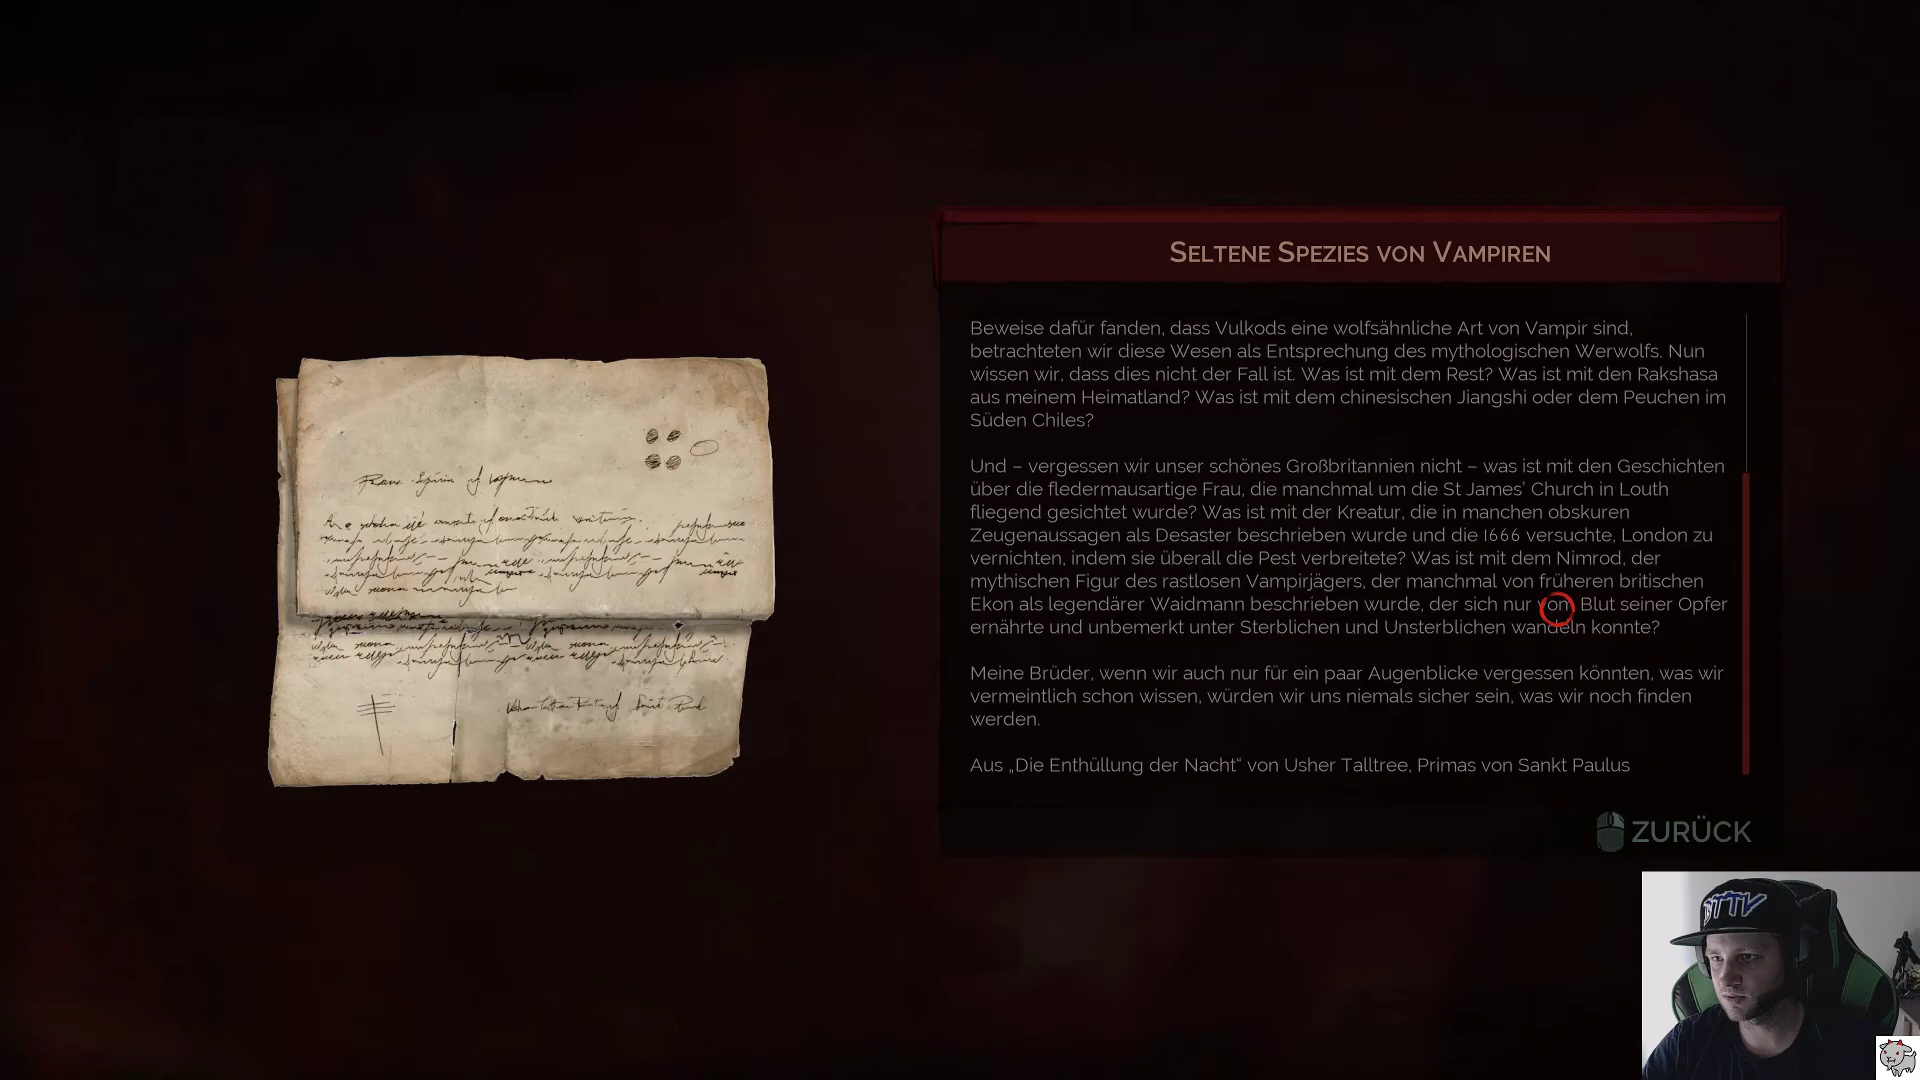 Seltene Spezies von Vampiren
Beweise dafür fanden, dass Vulkods eine wolfsähnliche Art von Vampir sind,
betrachteten wir diese Wesen als Entsprechung des mythologischen Werwolfs. Nun
wissen wir, dass dies nicht der Fall ist. Was ist mit dem Rest? Was ist mit den Rakshasa
aus meinem Heimatland? Was ist mit dem chinesischen Jiangshi oder dem Peuchen im
Süden Chiles?
Und – vergessen wir unser schönes Großbritannien nicht – was ist mit den Geschichten
über die fledermausartige Frau, die manchmal um die St James' Church in Louth
fliegend gesichtet wurde? Was ist mit der Kreatur, die in manchen obskuren
Zeugenaussagen als Desaster beschrieben wurde und die 1666 versuchte, London zu
vernichten, indem sie überall die Pest verbreitete? Was ist mit dem Nimrod, der
mythischen Figur des rastlosen Vampirjägers, der manchmal von früheren britischen
Ekon als legendärer Waidmann beschrieben wurde, der sich nur Blut seiner Opfer
ernährte und unbemerkt unter Sterblichen und Unsterblichen wandeln konnte?
Meine Brüder, wenn wir auch nur für ein paar Augenblicke vergessen könnten, was wir
vermeintlich schon wissen, würden wir uns niemals sicher sein, was wir noch finden
werden.
Aus „Die Enthüllung der Nacht“ von Usher Talltree, Primas von Sankt Paulus
ZURÜCK
BTTV